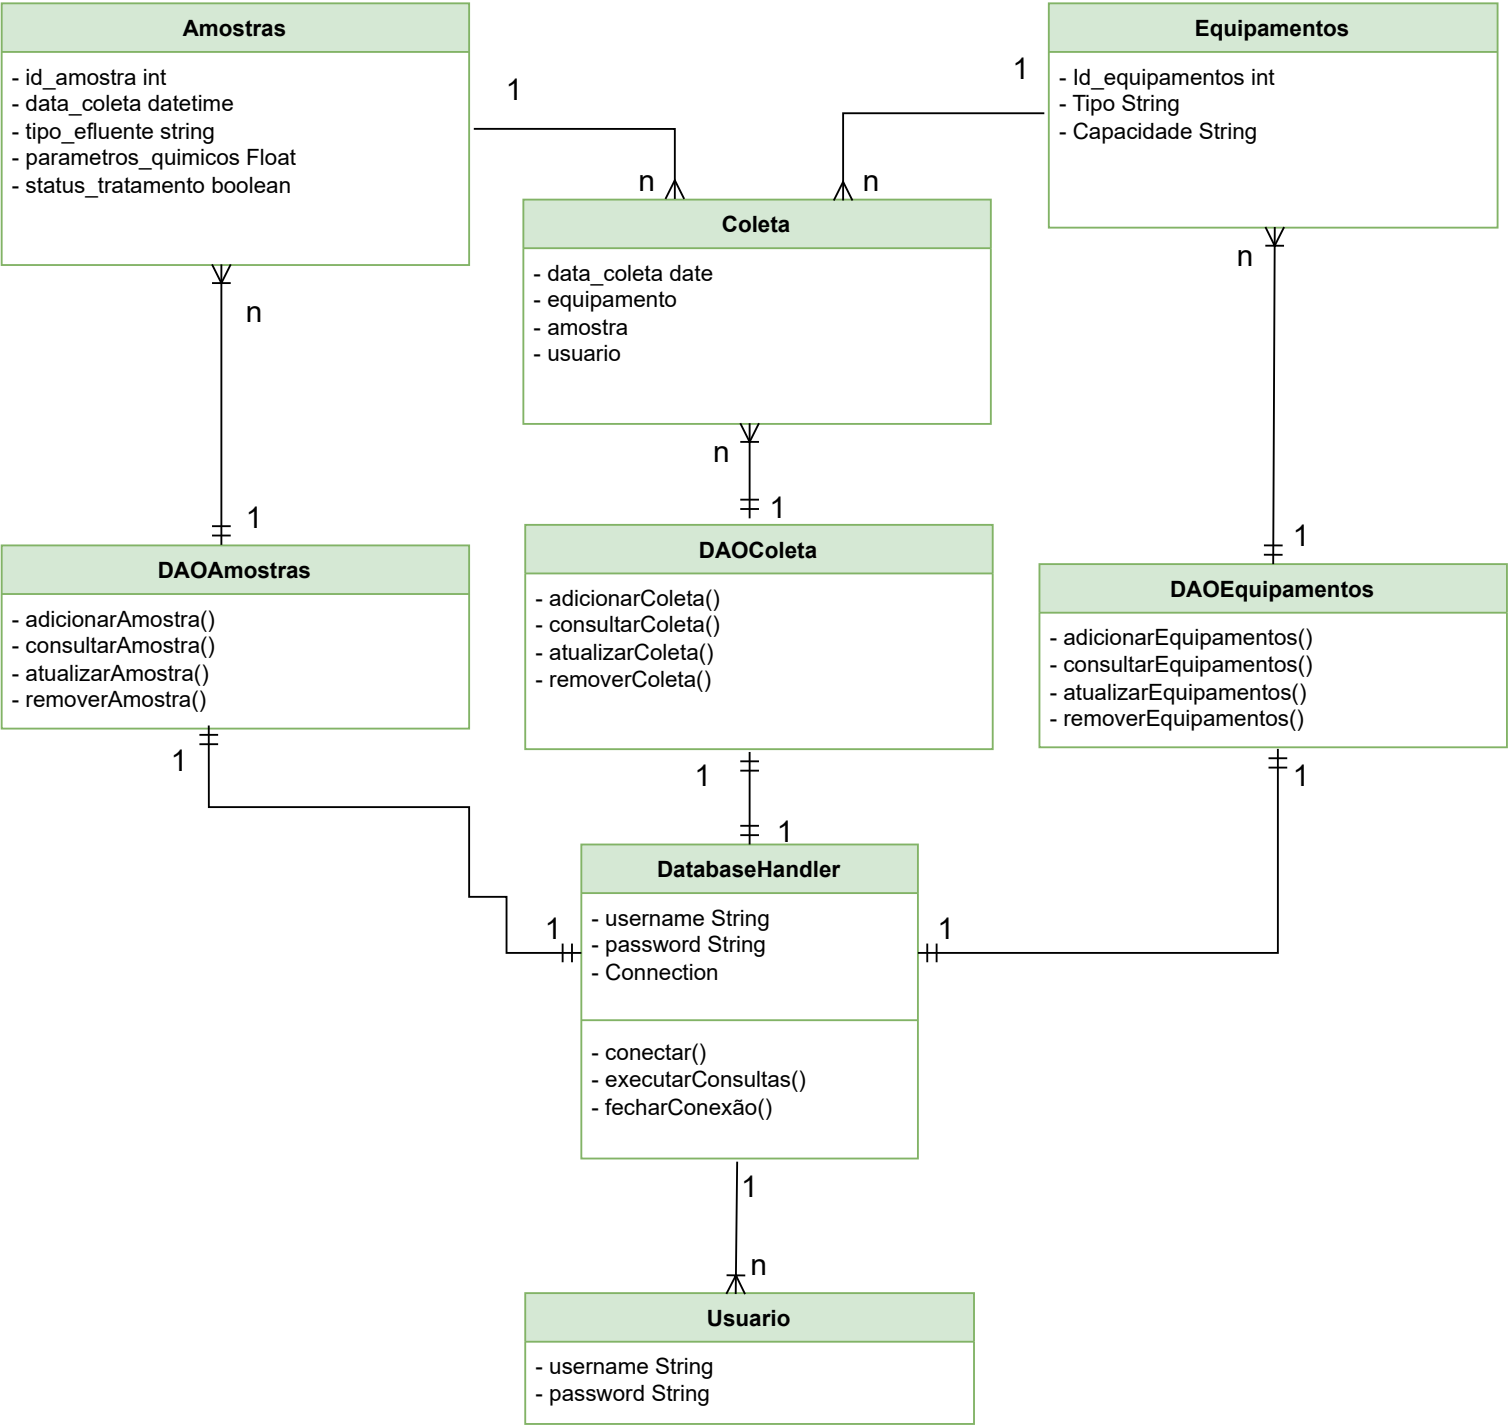 Amostras
- id_amostra int
- data_coleta datetime
- tipo_efluente string
- parametros_quimicos Float
- status_tratamento boolean
Equipamentos
- Id_equipamentos int
- Tipo String
- Capacidade String
1
1
n
n
Coleta
- data_coleta date
- equipamento
- amostra
- usuario
n
n
n
1
1
1
DAOAmostras
- adicionarAmostra()
- consultarAmostra()
- atualizarAmostra()
- removerAmostra()
DAOColeta
- adicionarColeta()
- consultarColeta()
- atualizarColeta()
- removerColeta()
DAOEquipamentos
- adicionarEquipamentos()
- consultarEquipamentos()
- atualizarEquipamentos()
- removerEquipamentos()
1
1
1
1
1
1
DatabaseHandler
- username String
- password String
- Connection
- conectar()
- executarConsultas()
- fecharConexão()
1
n
Usuario
- username String
- password String